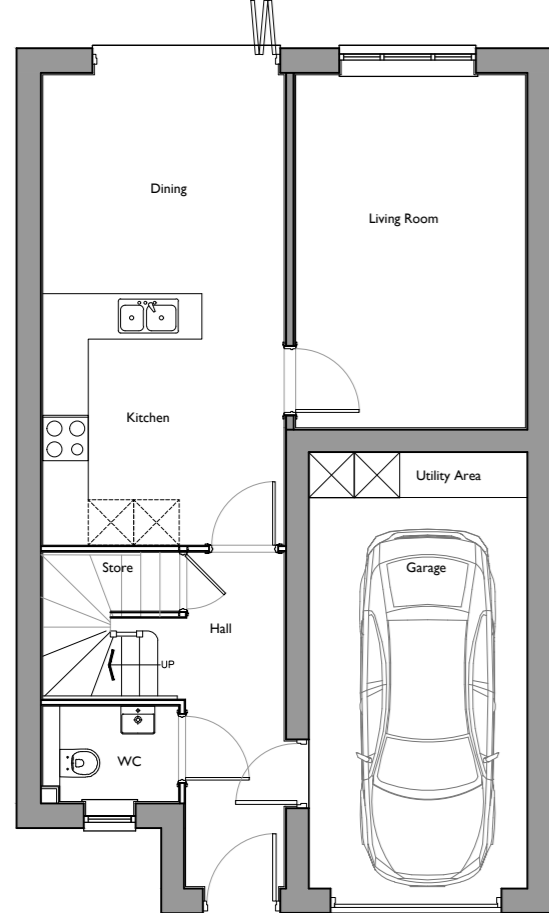 Dining
Living Room
Kitchen
Utility Area
Store
Garage
Hall
UP
WC